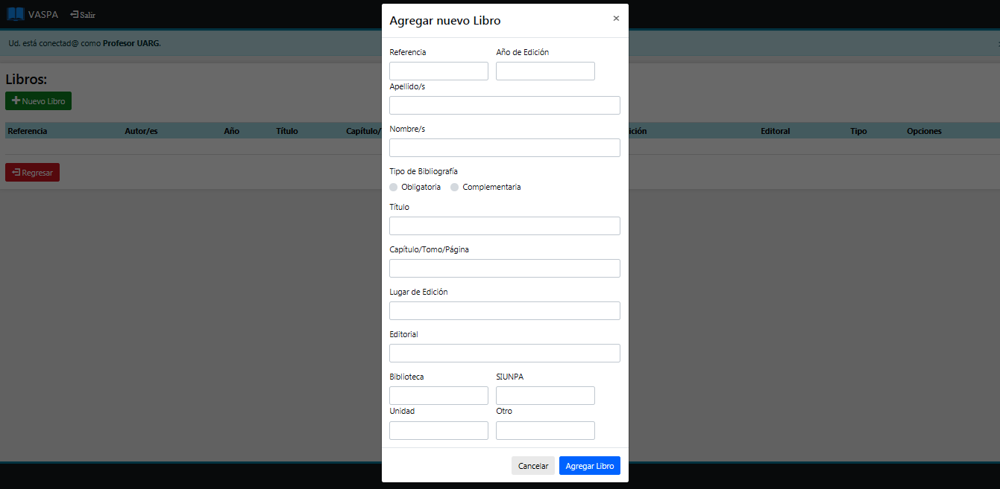 VASPA Salir
Ud. está conectad@ como Profesor UARG.
Libros:
Nuevo Libro
Referencia Autor/es Año Título Capítulo/ ición Editoral Tipo Opciones
Regresar
Agregar nuevo Libro ×
Referencia Año de Edición
Apellido/s
Nombre/s
Tipo de Bibliografía
Obligatoria Complementaria
Título
Capítulo/Tomo/Página
Lugar de Edición
Editorial
Biblioteca SIUNPA
Unidad Otro
Cancelar Agregar Libro